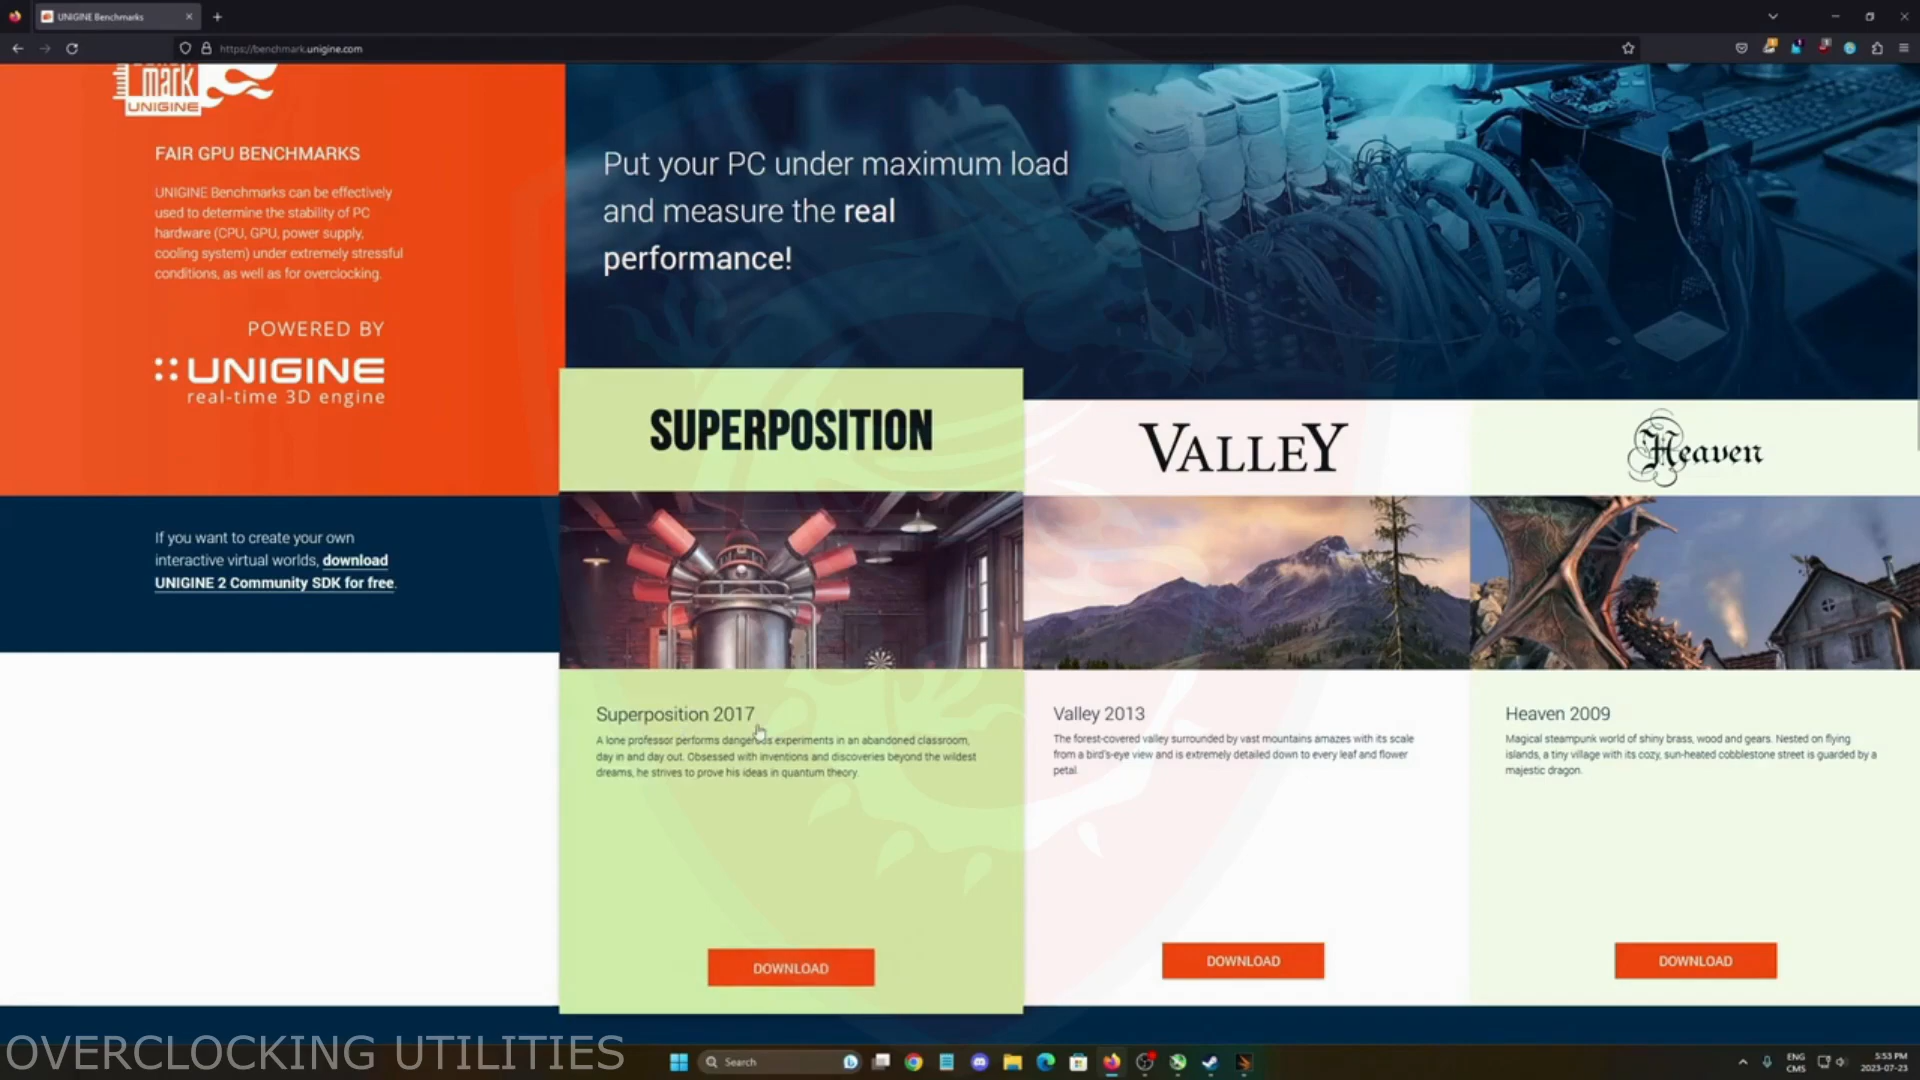 UNIGINE Benchmarks
https://benchmark.unigine.com
mark
UNIGINE
FAIR GPU BENCHMARKS
UNIGINE Benchmarks can be effectively
used to determine the stability of PC
hardware (CPU, GPU, power supply,
cooling system) under extremely stressful
conditions, as well as for overclocking.
POWERED BY
UNIGINE
real-time 3D engine
If you want to create your own
interactive virtual worlds, download
UNIGINE 2 Community SDK for free.
Put your PC under maximum load
and measure the real
performance!
SUPERPOSITION
Superposition 2017
A lone professor performs dangerous experiments in an abandoned classroom,
day in and day out. Obsessed with inventions and discoveries beyond the wildest
dreams, he strives to prove his ideas in quantum theory.
DOWNLOAD
VALLEY
Valley 2013
The forest-covered valley surrounded by vast mountains amazes with its scale
from a bird's-eye view and is extremely detailed down to every leaf and flower
petal.
DOWNLOAD
Heaven
Heaven 2009
Magical steampunk world of shiny brass, wood and gears. Nested on flying
islands, a tiny village with its cozy, sun-heated cobblestone street is guarded by a
majestic dragon.
DOWNLOAD
OVERCLOCKING UTILITIES
Search
ENG
CMS
5:53 PM
2023-07-23